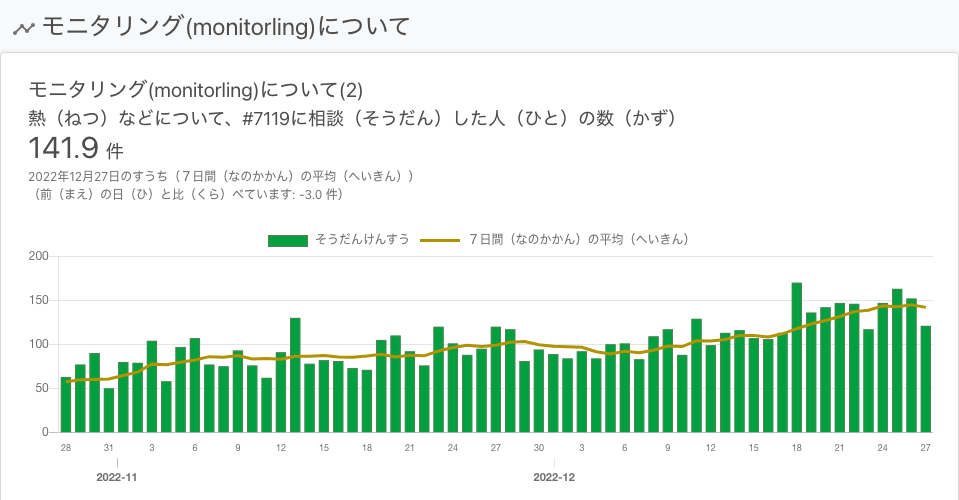 モニタリング(monitorling)について
モニタリング(monitorling)について(2)
熱（ねつ）などについて、#7119に相談（そうだん）した人（ひと）の数（かず）
141.9 件
2022年12月27日のすうち（７日間（なのかかん）の平均（へいきん））
（前（まえ）の日（ひ）と比（くら）べています: -3.0 件）
そうだんけんすう ７日間（なのかかん）の平均（へいきん）
200
150
100
50
0
28 31 3 6 9 12 15 18 21 24 27 30 3 6 9 12 15 18 21 24 27
2022-11 2022-12